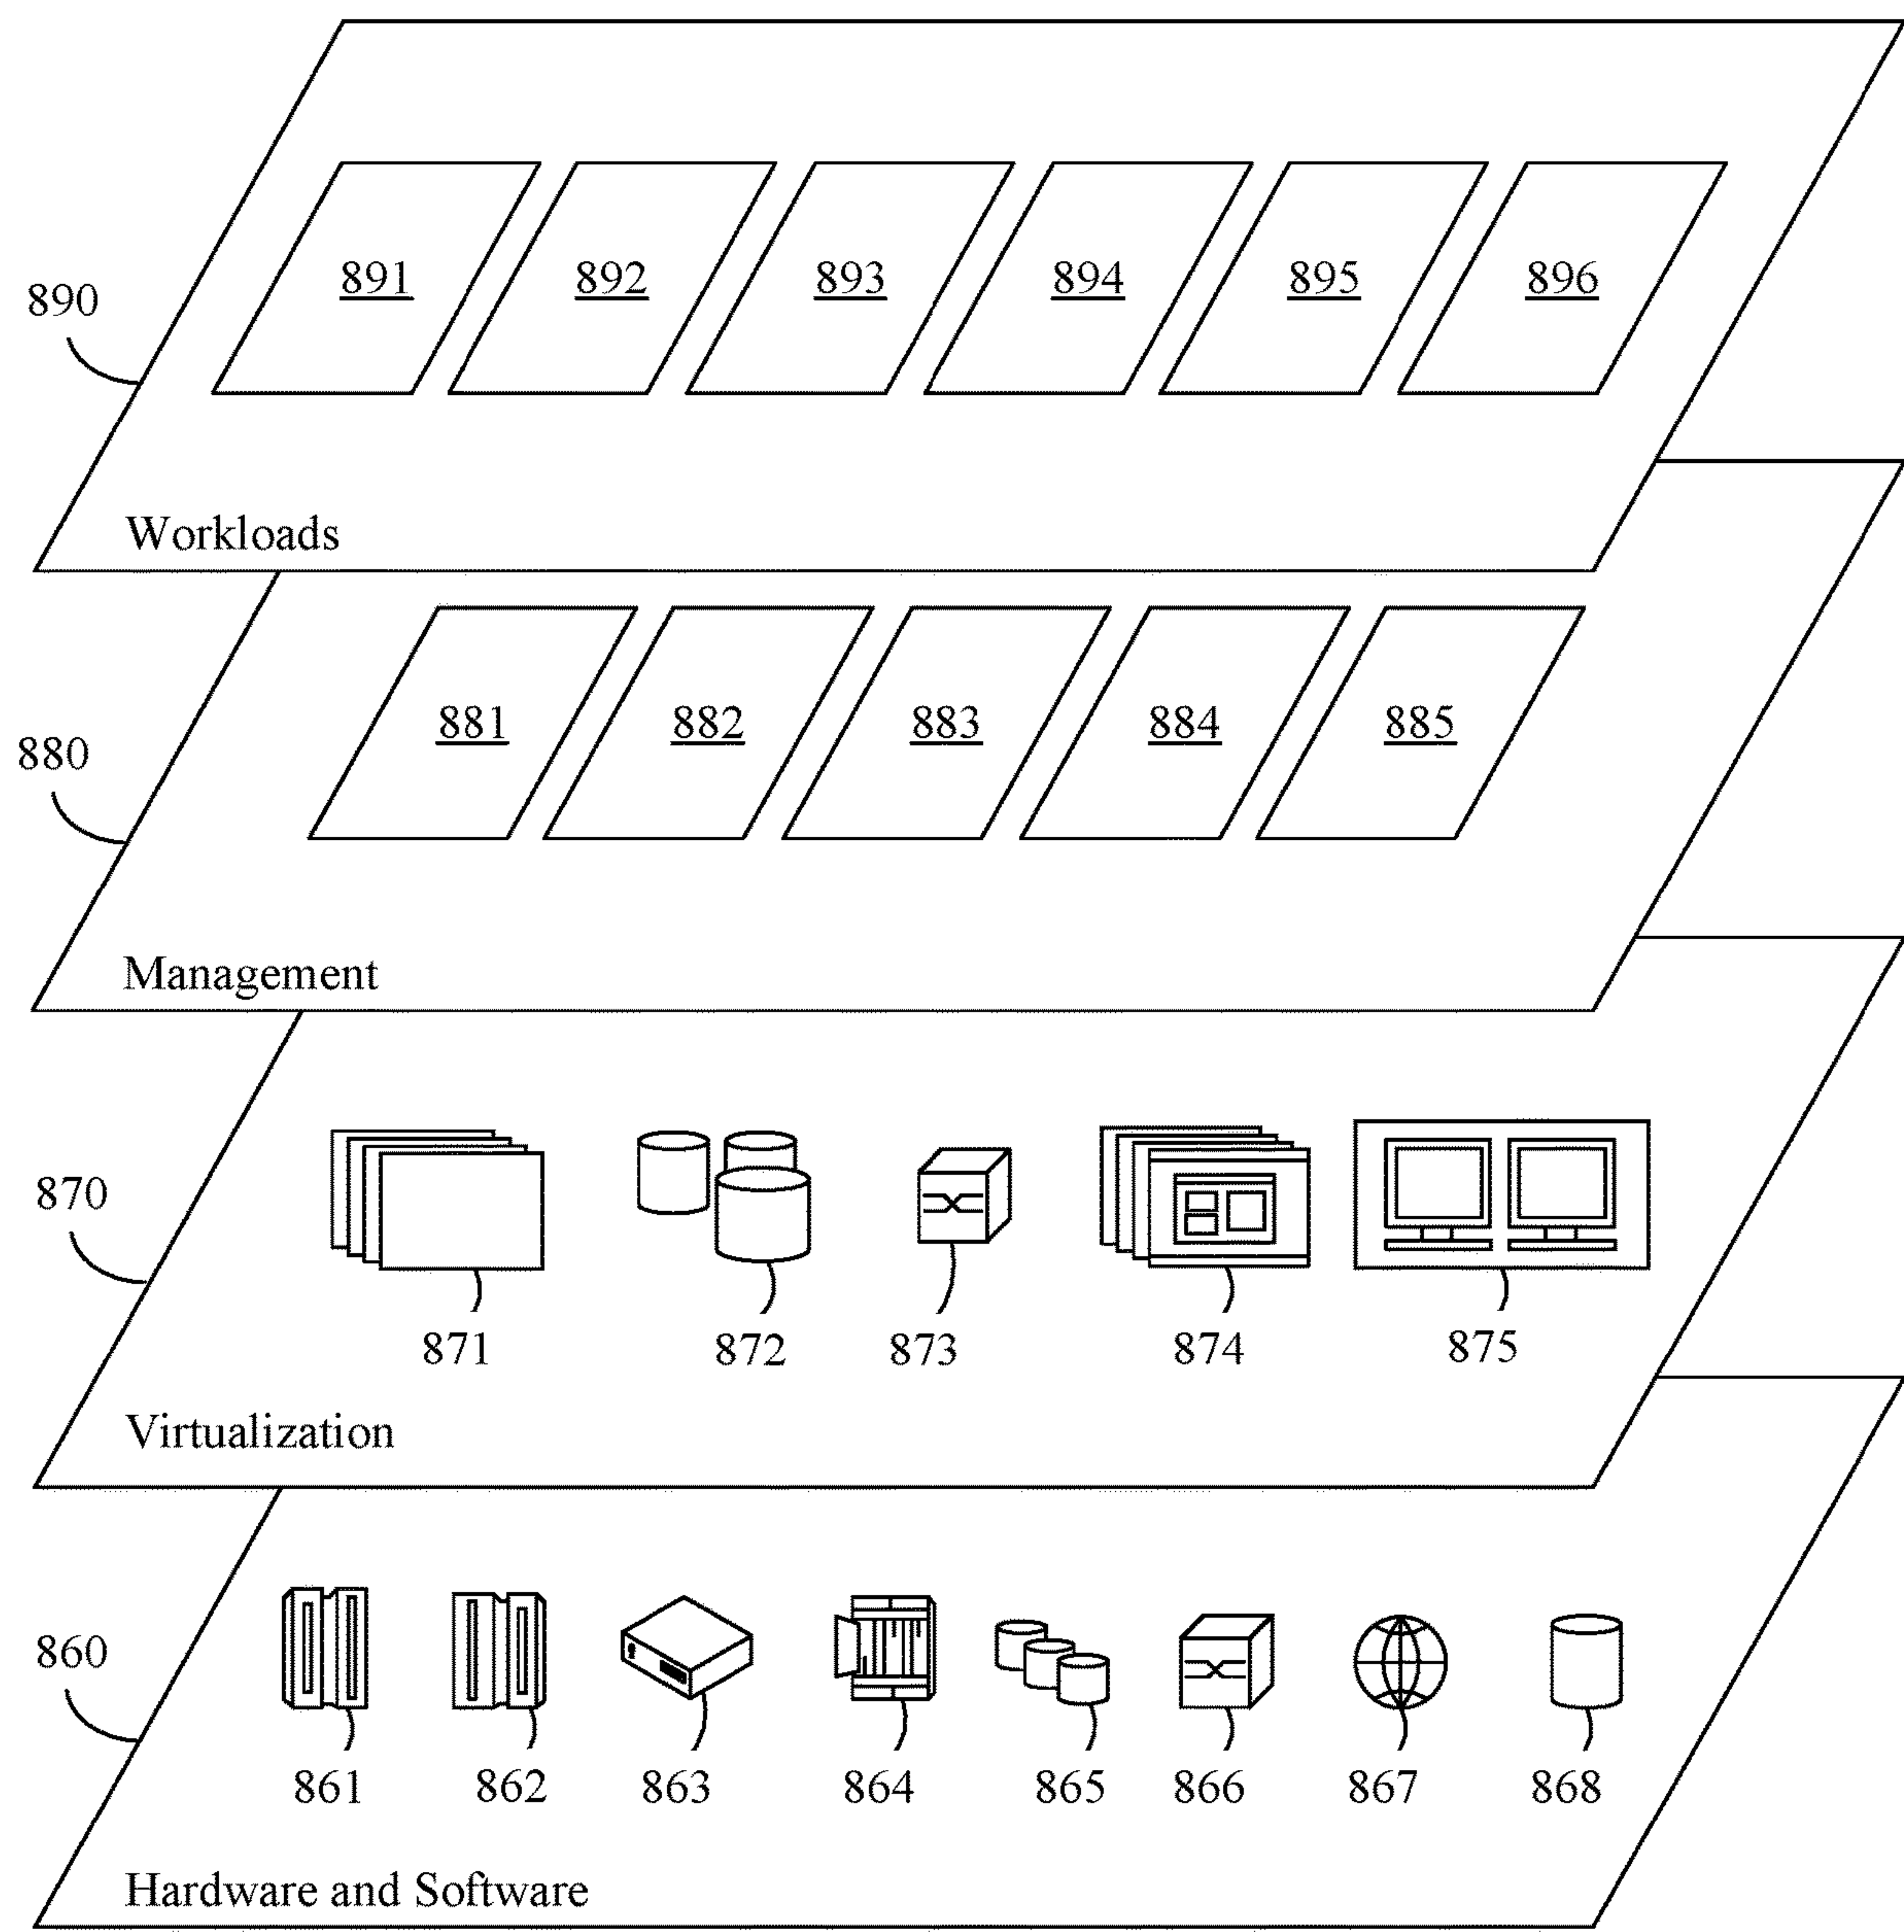 891 892 893 894 895 896
890
Workloads
881 882 883 884 885
880
Management
870
871 872 873 874 875
Virtualization
860
861 862 863 864 865 866 867 868
Hardware and Software